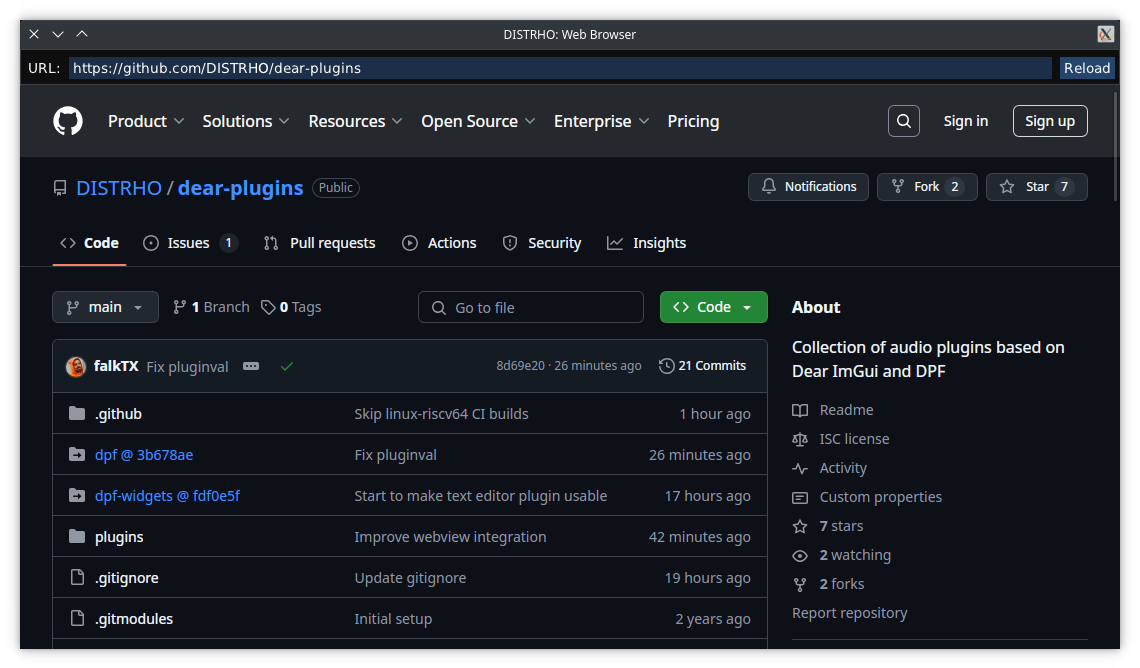 DISTRHO: Web Browser
URL: https://github.com/DISTRHO/dear-plugins Reload
Product Solutions Resources Open Source Enterprise Pricing Sign in Sign up
DISTRHO / dear-plugins Public Notifications Fork 2 Star 7
Code Issues 1 Pull requests Actions Security Insights
main 1 Branch 0 Tags Go to file Code
falkTX Fix pluginval 8d69e20 · 26 minutes ago 21 Commits
.github Skip linux-riscv64 CI builds 1 hour ago
dpf @ 3b678ae Fix pluginval 26 minutes ago
dpf-widgets @ fdf0e5f Start to make text editor plugin usable 17 hours ago
plugins Improve webview integration 42 minutes ago
.gitignore Update gitignore 19 hours ago
.gitmodules Initial setup 2 years ago
About
Collection of audio plugins based on
Dear ImGui and DPF
Readme
ISC license
Activity
Custom properties
7 stars
2 watching
2 forks
Report repository